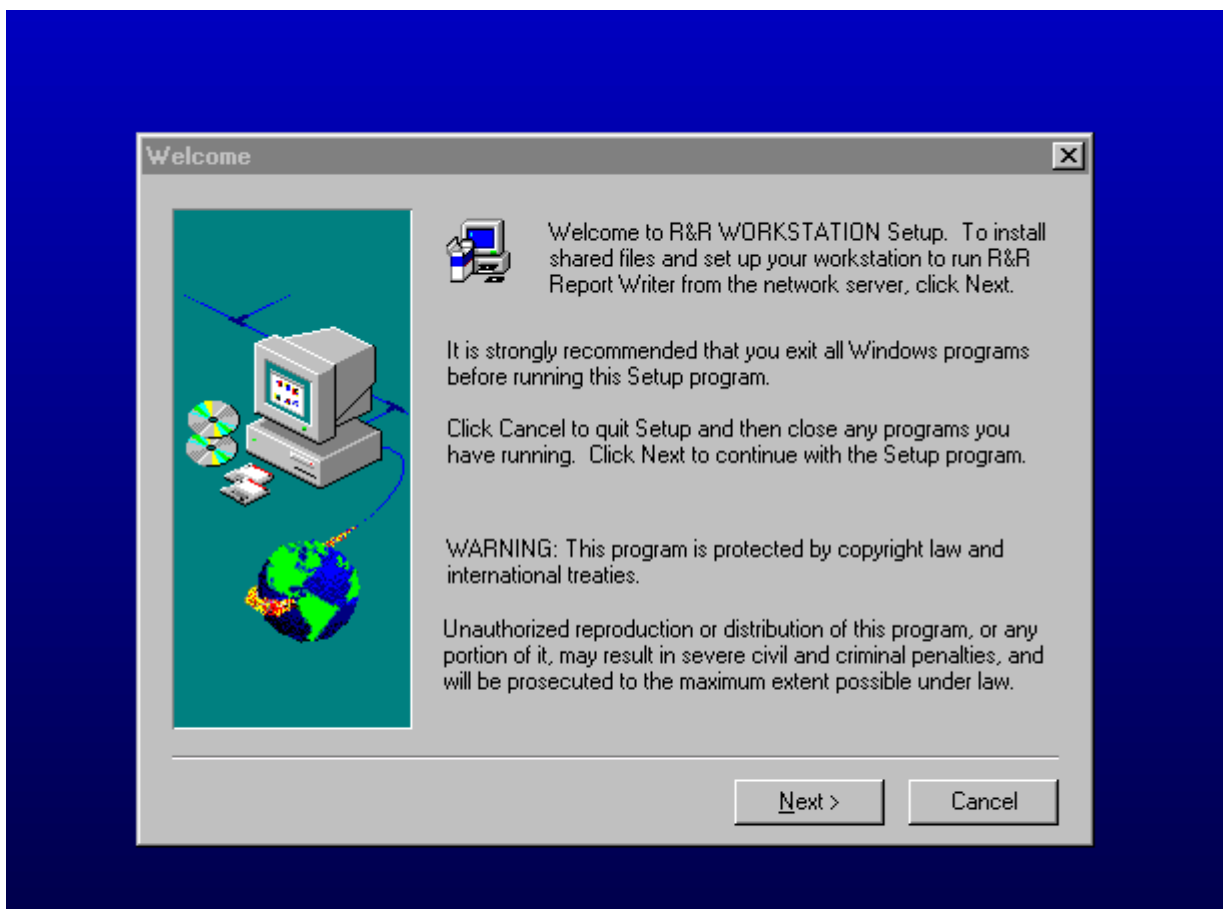 Welcome
Welcome to R&R WORKSTATION Setup.  To install
shared files and set up your workstation to run R&R
Report Writer from the network server, click Next.
It is strongly recommended that you exit all Windows programs
before running this Setup program.
Click Cancel to quit Setup and then close any programs you
have running.  Click Next to continue with the Setup program.
WARNING: This program is protected by copyright law and
international treaties.
Unauthorized reproduction or distribution of this program, or any
portion of it, may result in severe civil and criminal penalties, and
will be prosecuted to the maximum extent possible under law.
Next >
Cancel